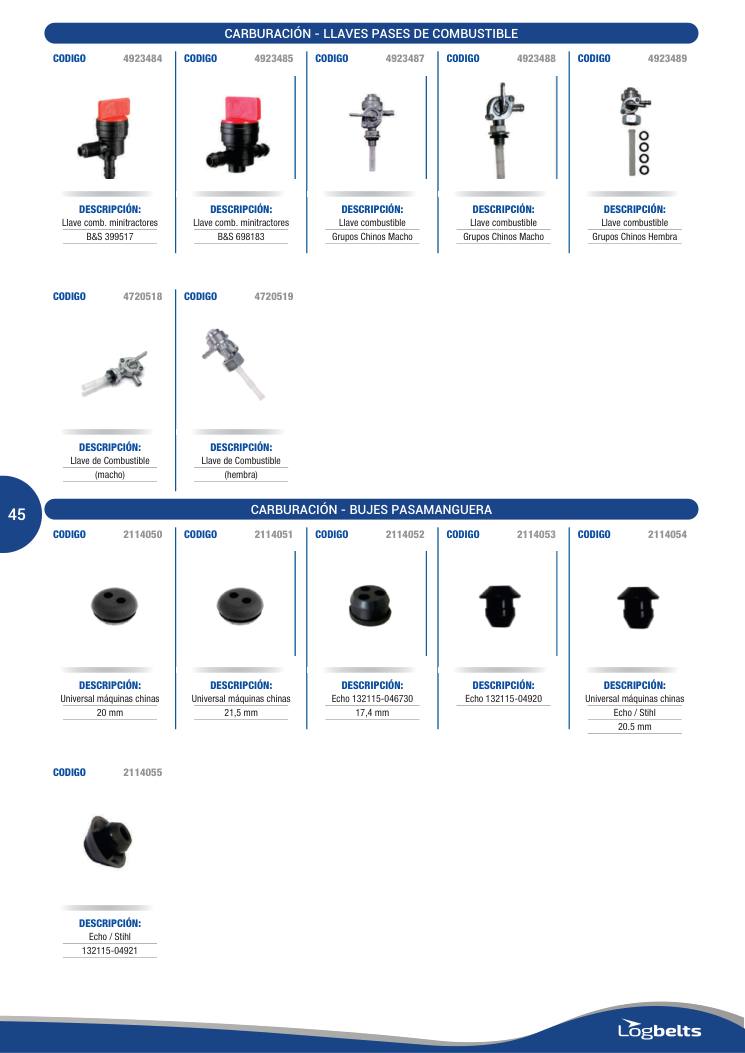 CARBURACIÓN - LLAVES PASES DE COMBUSTIBLE
CODIGO 4923484
DESCRIPCIÓN:
Llave comb. minitractores
B&S 399517
CODIGO 4923485
DESCRIPCIÓN:
Llave comb. minitractores
B&S 698183
CODIGO 4923487
DESCRIPCIÓN:
Llave combustible
Grupos Chinos Macho
CODIGO 4923488
DESCRIPCIÓN:
Llave combustible
Grupos Chinos Macho
CODIGO 4923489
DESCRIPCIÓN:
Llave combustible
Grupos Chinos Hembra
CODIGO 4720518
DESCRIPCIÓN:
Llave de Combustible
(macho)
CODIGO 4720519
DESCRIPCIÓN:
Llave de Combustible
(hembra)
45
CARBURACIÓN - BUJES PASAMANGUERA
CODIGO 2114050
DESCRIPCIÓN:
Universal máquinas chinas
20 mm
CODIGO 2114051
DESCRIPCIÓN:
Universal máquinas chinas
21,5 mm
CODIGO 2114052
DESCRIPCIÓN:
Echo 132115-046730
17,4 mm
CODIGO 2114053
DESCRIPCIÓN:
Echo 132115-04920
CODIGO 2114054
DESCRIPCIÓN:
Universal máquinas chinas
Echo / Stihl
20.5 mm
CODIGO 2114055
DESCRIPCIÓN:
Echo / Stihl
132115-04921
Logbelts